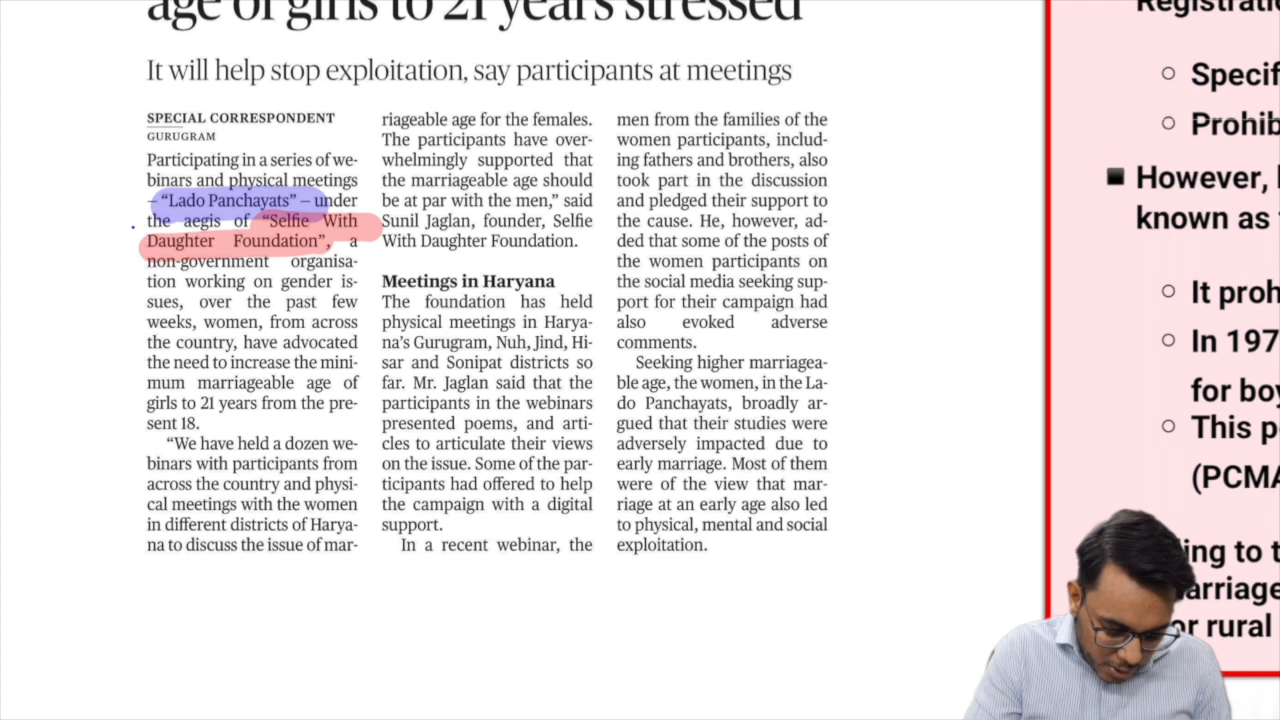 age of girls to 21 years stressed
It will help stop exploitation, say participants at meetings
SPECIAL CORRESPONDENT
GURUGRAM
Participating in a series of we-
binars and physical meetings
– “Lado Panchayats” – under
the aegis of “Selfie With
Daughter Foundation”, a
non-government organisa-
tion working on gender is-
sues, over the past few
weeks, women, from across
the country, have advocated
the need to increase the mini-
mum marriageable age of
girls to 21 years from the pre-
sent 18.
“We have held a dozen we-
binars with participants from
across the country and physi-
cal meetings with the women
in different districts of Harya-
na to discuss the issue of mar-
riageable age for the females.
The participants have over-
whelmingly supported that
the marriageable age should
be at par with the men,” said
Sunil Jaglan, founder, Selfie
With Daughter Foundation.
Meetings in Haryana
The foundation has held
physical meetings in Harya-
na’s Gurugram, Nuh, Jind, Hi-
sar and Sonipat districts so
far. Mr. Jaglan said that the
participants in the webinars
presented poems, and arti-
cles to articulate their views
on the issue. Some of the par-
ticipants had offered to help
the campaign with a digital
support.
In a recent webinar, the
men from the families of the
women participants, includ-
ing fathers and brothers, also
took part in the discussion
and pledged their support to
the cause. He, however, ad-
ded that some of the posts of
the women participants on
the social media seeking sup-
port for their campaign had
also evoked adverse
comments.
Seeking higher marriagea-
ble age, the women, in the La-
do Panchayats, broadly ar-
gued that their studies were
adversely impacted due to
early marriage. Most of them
were of the view that mar-
riage at an early age also led
to physical, mental and social
exploitation.
Specif
Prohib
However,
known as
It proh
In 197
for boy
This p
(PCMA
ing to t
arriage
or rural